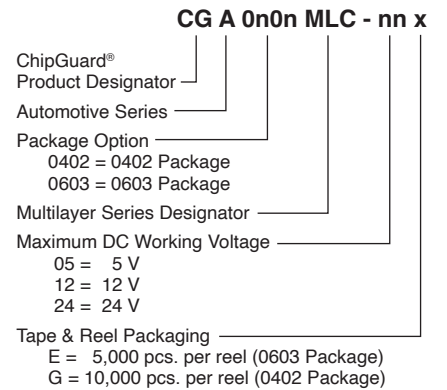 CG A 0n0n MLC - nn x
ChipGuard®
Product Designator
Automotive Series
Package Option
0402 = 0402 Package
0603 = 0603 Package
Multilayer Series Designator
Maximum DC Working Voltage
05 = 5 V
12 = 12 V
24 = 24 V
Tape & Reel Packaging
E = 5,000 pcs. per reel (0603 Package)
G = 10,000 pcs. per reel (0402 Package)